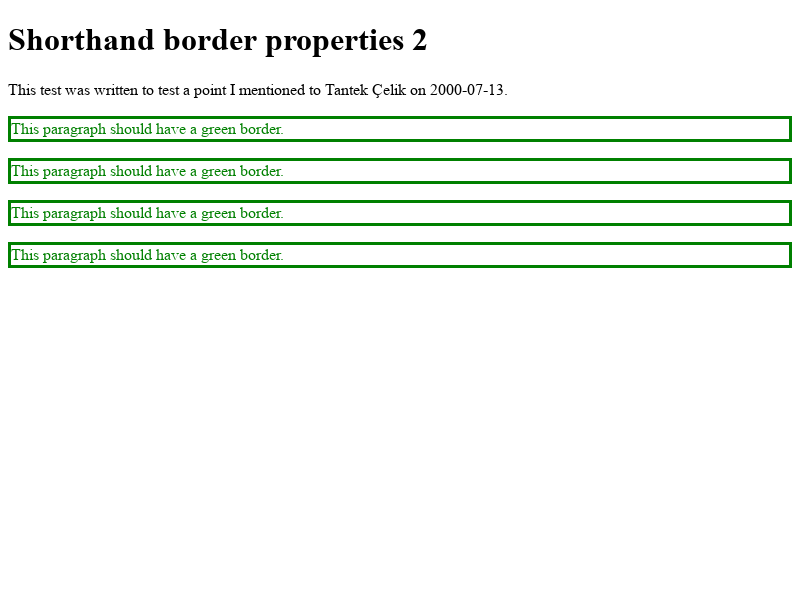 Shorthand border properties 2
This test was written to test a point I mentioned to Tantek Çelik on 2000-07-13.
This paragraph should have a green border.
This paragraph should have a green border.
This paragraph should have a green border.
This paragraph should have a green border.